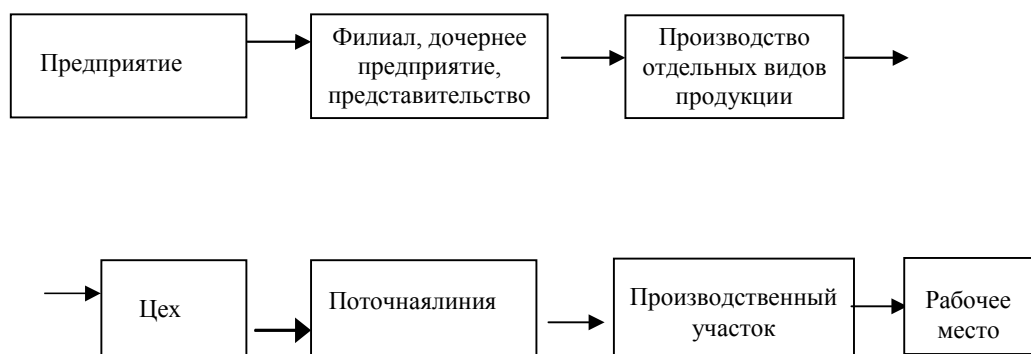 Предприятие
Филиал, дочернее
предприятие,
представительство
Производство
отдельных видов
продукции
Цех
Поточнаялиния
Производственный
участок
Рабочее
место